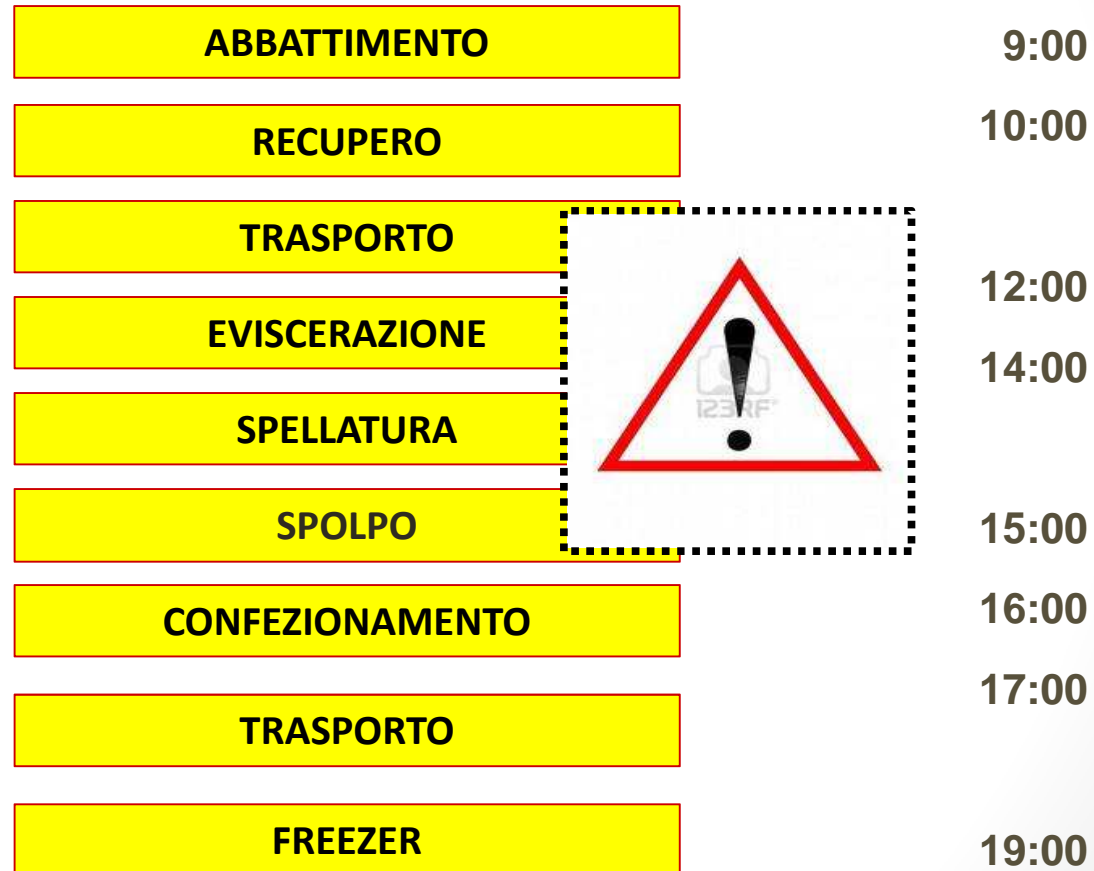 ABBATTIMENTO 9:00
RECUPERO 10:00
TRASPORTO
12:00
EVISCERAZIONE
14:00
SPELLATURA
SPOLPO 15:00
CONFEZIONAMENTO 16:00
17:00
TRASPORTO
FREEZER 19:00
123RF